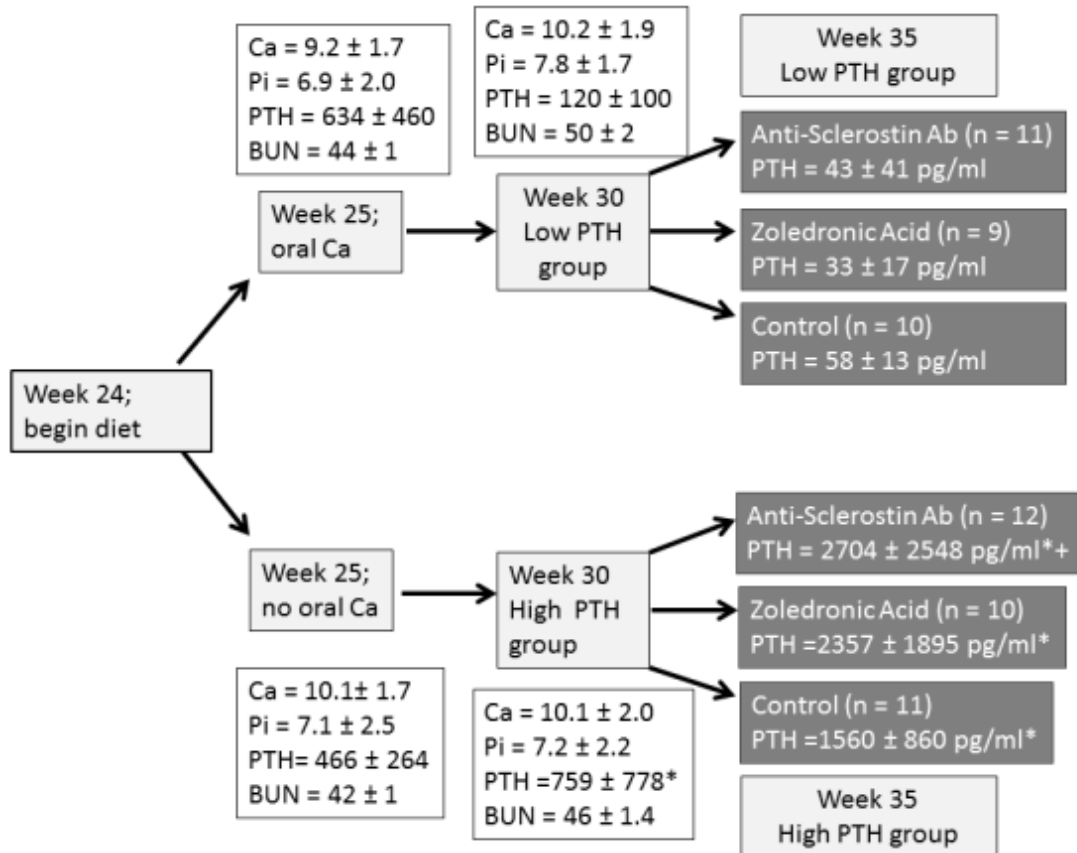 Ca = 9.2 ± 1.7
Pi = 6.9 ± 2.0
PTH = 634 ± 460
BUN = 44 ± 1
Ca = 10.2 ± 1.9
Pi = 7.8 ± 1.7
PTH = 120 ± 100
BUN = 50 ± 2
Week 35
Low PTH group
Anti-Sclerostin Ab (n = 11)
PTH = 43 ± 41 pg/ml
Week 25;
oral Ca
Week 30
Low PTH
group
Zoledronic Acid (n = 9)
PTH = 33 ± 17 pg/ml
Control (n = 10)
PTH = 58 ± 13 pg/ml
Week 24;
begin diet
Anti-Sclerostin Ab (n = 12)
PTH = 2704 ± 2548 pg/ml*+
Week 25;
no oral Ca
Week 30
High PTH
group
Zoledronic Acid (n = 10)
PTH =2357 ± 1895 pg/ml*
Control (n = 11)
PTH =1560 ± 860 pg/ml*
Ca = 10.1± 1.7
Pi = 7.1 ± 2.5
PTH= 466 ± 264
BUN = 42 ± 1
Ca = 10.1 ± 2.0
Pi = 7.2 ± 2.2
PTH =759 ± 778*
BUN = 46 ± 1.4
Week 35
High PTH group